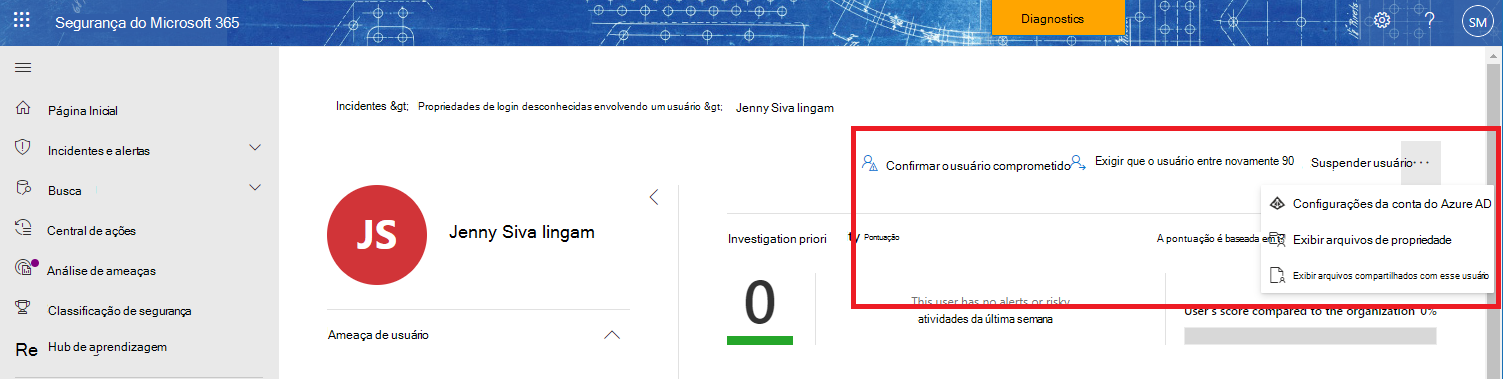 Segurança do Microsoft 365
Diagnostics
?
SM
Página Inicial
Incidentes e alertas
Busca
Central de ações
Análise de ameaças
Classificação de segurança
Re Hub de aprendizagem
Incidentes &gt; Propriedades de login desconhecidas envolvendo um usuário &gt; Jenny Siva lingam
Confirmar o usuário comprometido Exigir que o usuário entre novamente 90 Suspender usuário ...
Configurações da conta do Azure AD
Exibir arquivos de propriedade
Exibir arquivos compartilhados com esse usuário
JS
Jenny Siva lingam
Ameaça de usuário
Investigation priori ty Pontuação
A pontuação é baseada em
0
This user has no alerts or risky
atividades da última semana
User's score compared to the organization 0%